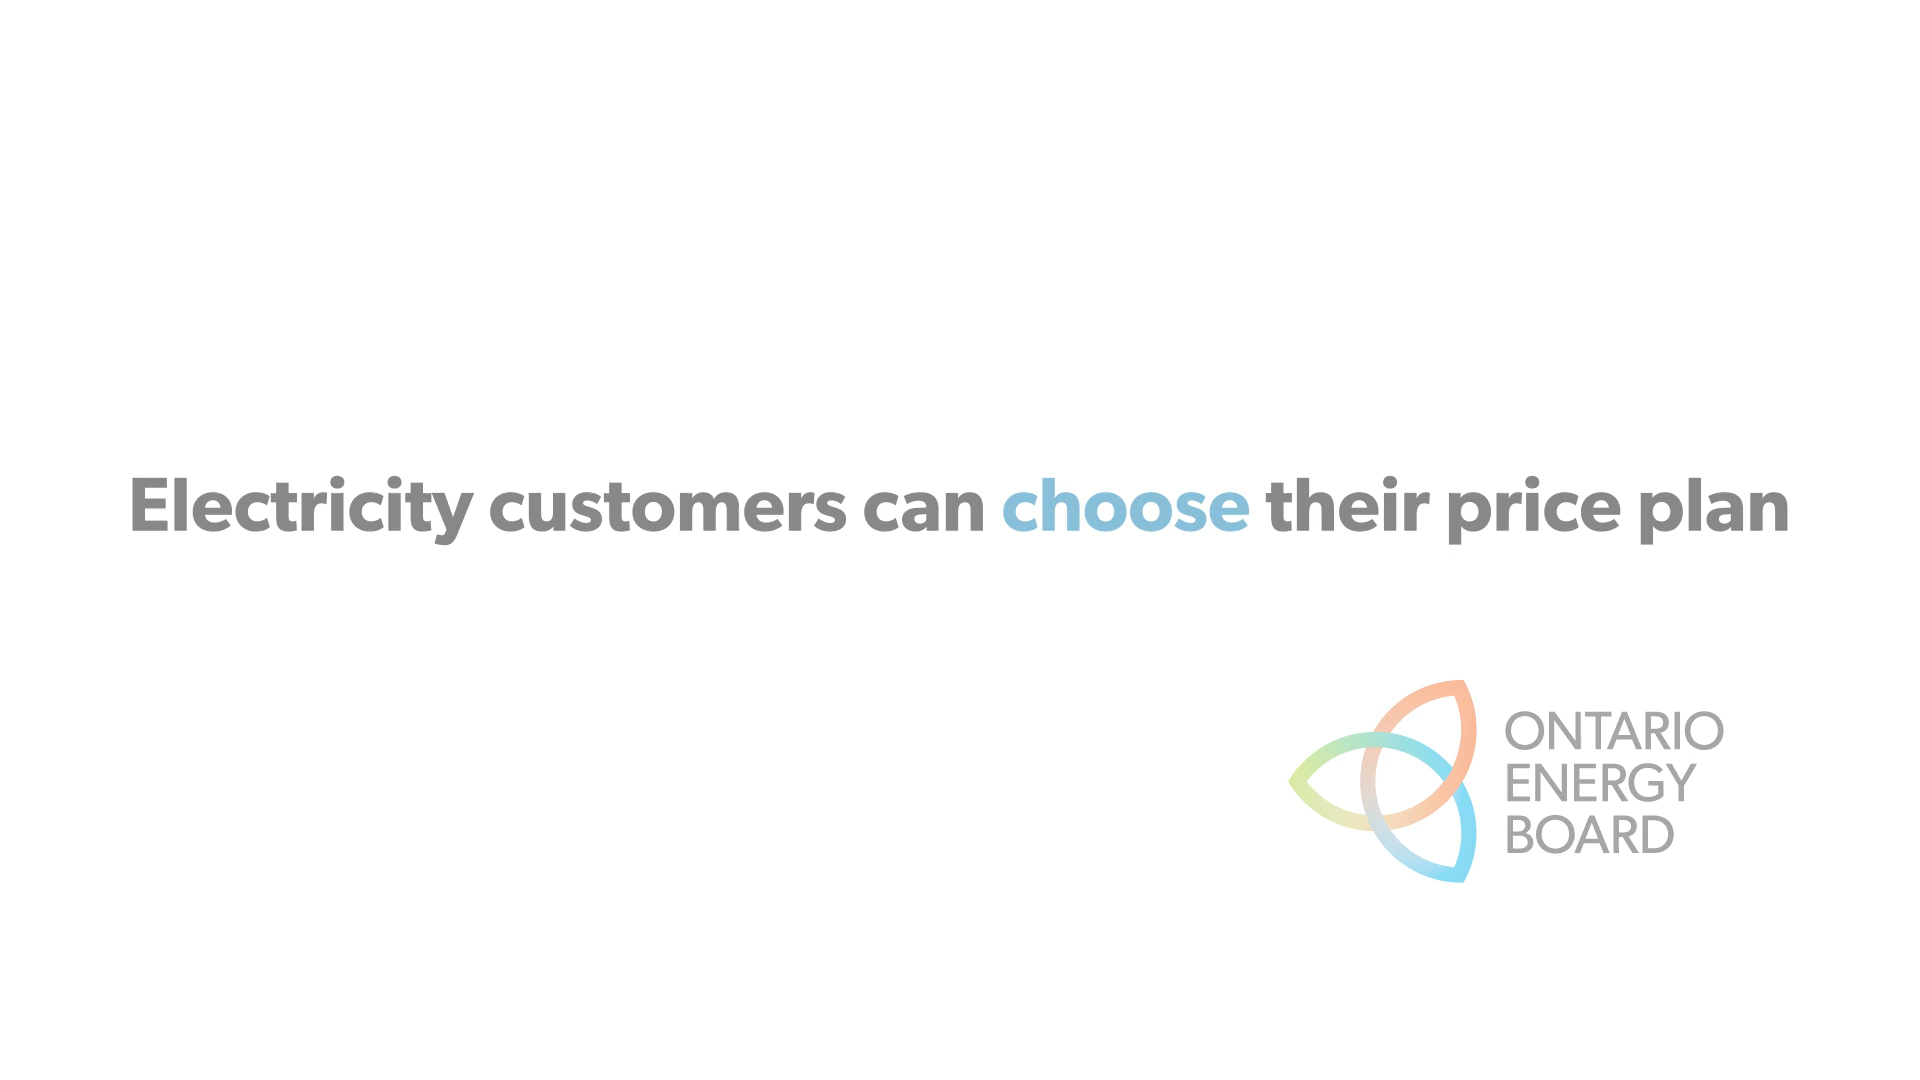 Electricity customers can choose their price plan
ONTARIO
ENERGY
BOARD